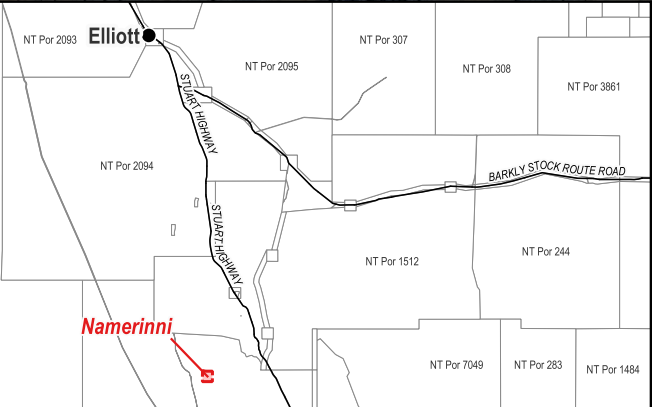 NT Por 2093
Elliott
NT Por 2095
NT Por 307
NT Por 308
NT Por 3861
STUART HIGHWAY
NT Por 2094
BARKLY STOCK ROUTE ROAD
STUART HIGHWAY
NT Por 1512
NT Por 244
Namerinni
NT Por 7049
NT Por 283
NT Por 1484